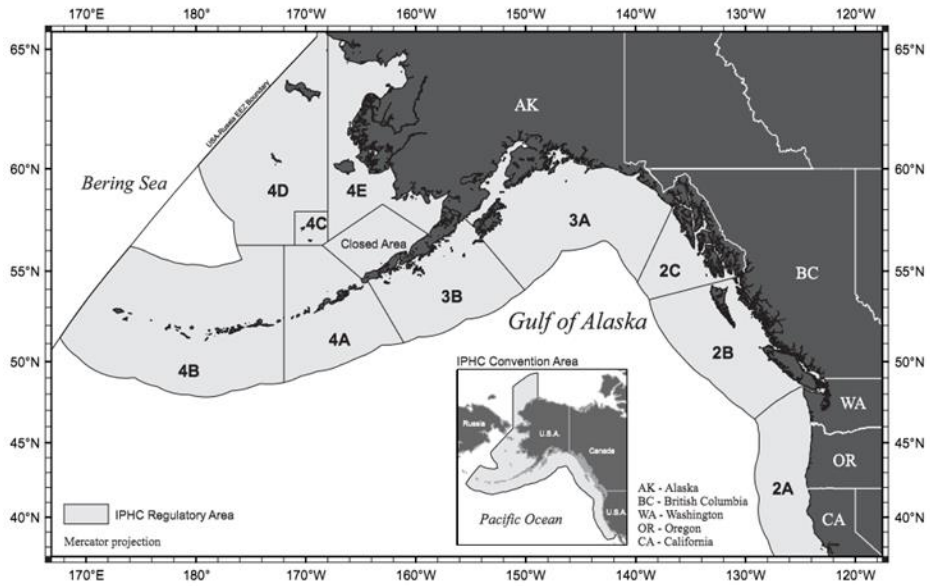 170°E 180° 170°W 160°W 150°W 140°W 130°W 120°W
65°N 65°N
USA-Russia EEZ Boundary
AK
60°N 60°N
Bering Sea
4D
4E
4C
3A
Closed Area
2C
BC
55°N 55°N
3B
Gulf of Alaska
4A
2B
4B
50°N 50°N
IPHC Convention Area
WA
Russia
U.S.A.
Canada
45°N 45°N
OR
2A
U.S.A.
AK - Alaska
BC - British Columbia
WA - Washington
OR - Oregon
CA - California
IPHC Regulatory Area
Pacific Ocean
40°N 40°N
CA
Mercator projection
170°E 180° 170°W 160°W 150°W 140°W 130°W 120°W